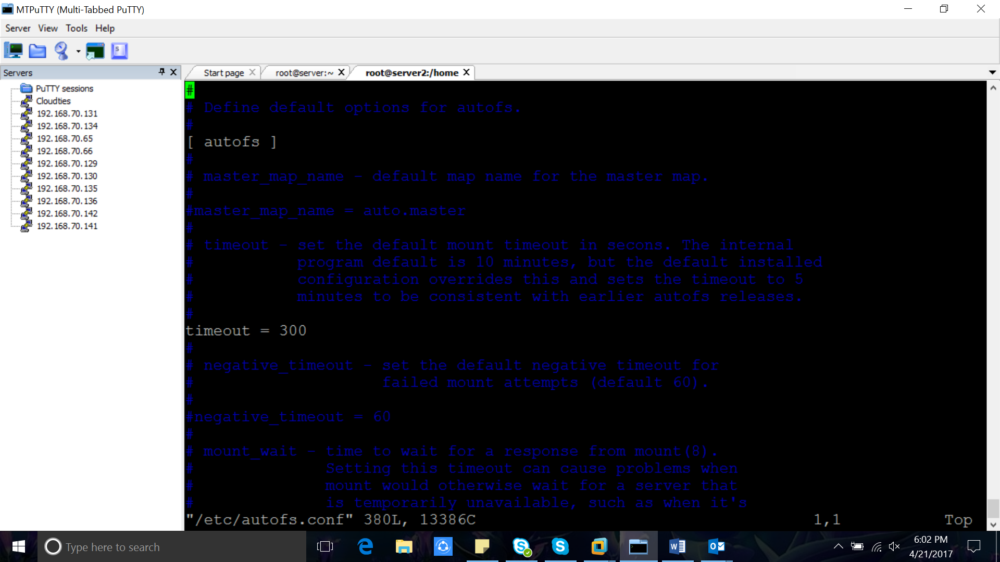 MTPuTTY (Multi-Tabbed PuTTY)
Server View Tools Help
Servers
PuTTY sessions
Cloudties
192.168.70.131
192.168.70.134
192.168.70.65
192.168.70.66
192.168.70.129
192.168.70.130
192.168.70.135
192.168.70.136
192.168.70.142
192.168.70.141
Start page root@server:~ root@server2:/home
#
# Define default options for autofs.
#
[ autofs ]
#
# master_map_name - default map name for the master map.
#
#master_map_name = auto.master
#
# timeout - set the default mount timeout in secons. The internal
# program default is 10 minutes, but the default installed
# configuration overrides this and sets the timeout to 5
# minutes to be consistent with earlier autofs releases.
#
timeout = 300
#
# negative_timeout - set the default negative timeout for
# failed mount attempts (default 60).
#
#negative_timeout = 60
#
# mount_wait - time to wait for a response from mount(8).
# Setting this timeout can cause problems when
# mount would otherwise wait for a server that
# is temporarily unavailable, such as when it's
"/etc/autofs.conf" 380L, 13386C 1,1 Top
Type here to search
6:02 PM
4/21/2017